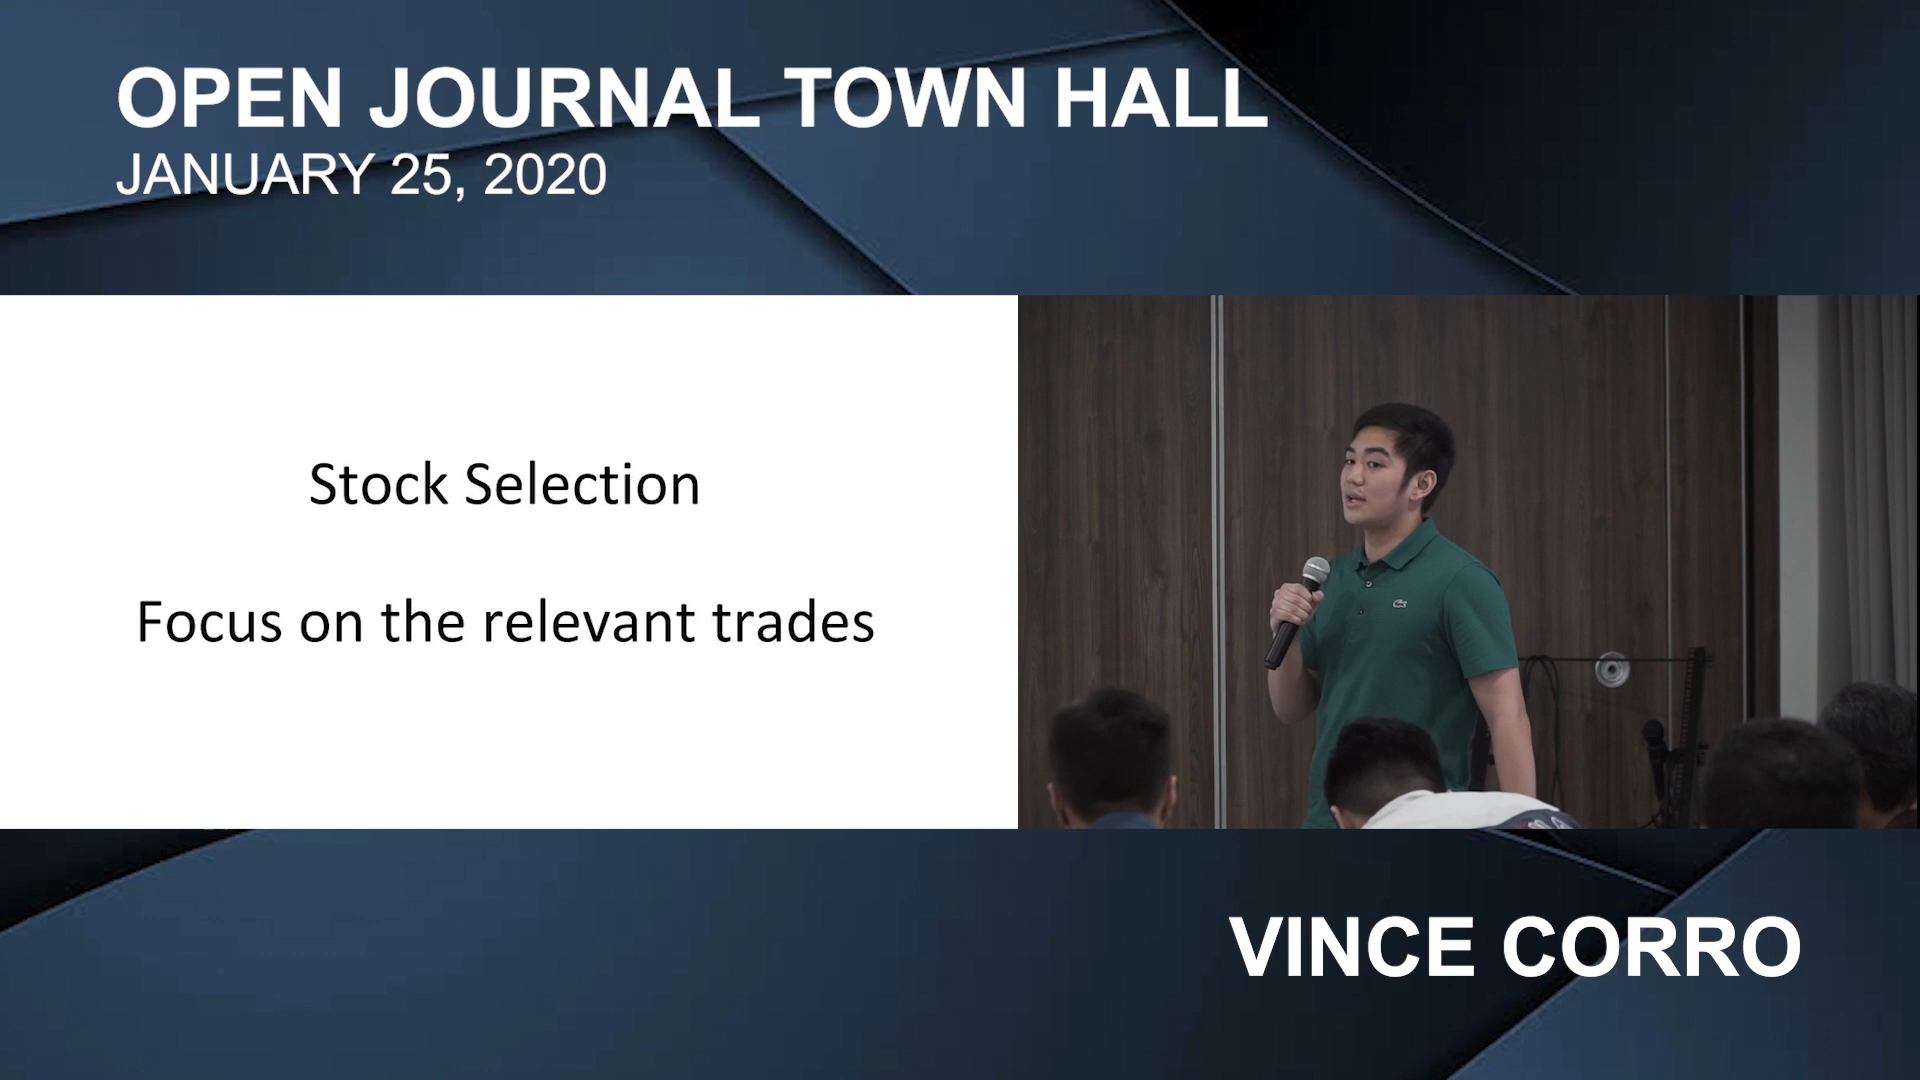 OPEN JOURNAL TOWN HALL
JANUARY 25, 2020
Stock Selection
Focus on the relevant trades
VINCE CORRO